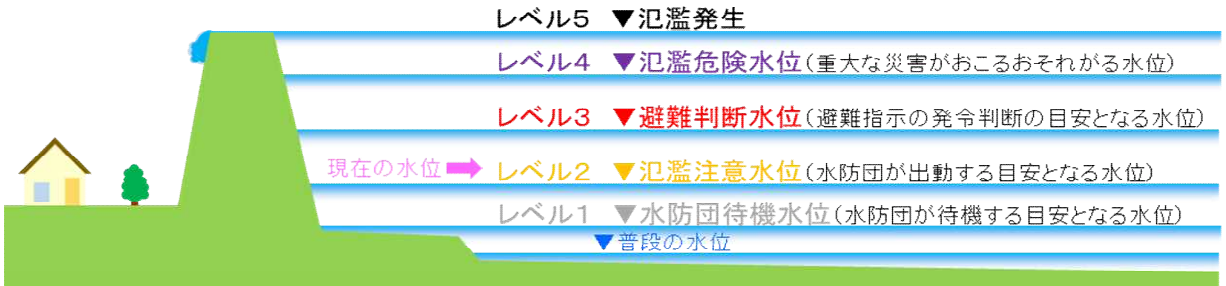 レベル5 ▼氾濫発生
レベル4 ▼氾濫危険水位(重大な災害がおこるおそれがる水位)
レベル3 ▼避難判断水位(避難指示の発令判断の目安となる水位)
現在の水位 レベル2 ▼氾濫注意水位(水防団が出動する目安となる水位)
レベル1 ▼水防団待機水位(水防団が待機する目安となる水位)
▼普段の水位